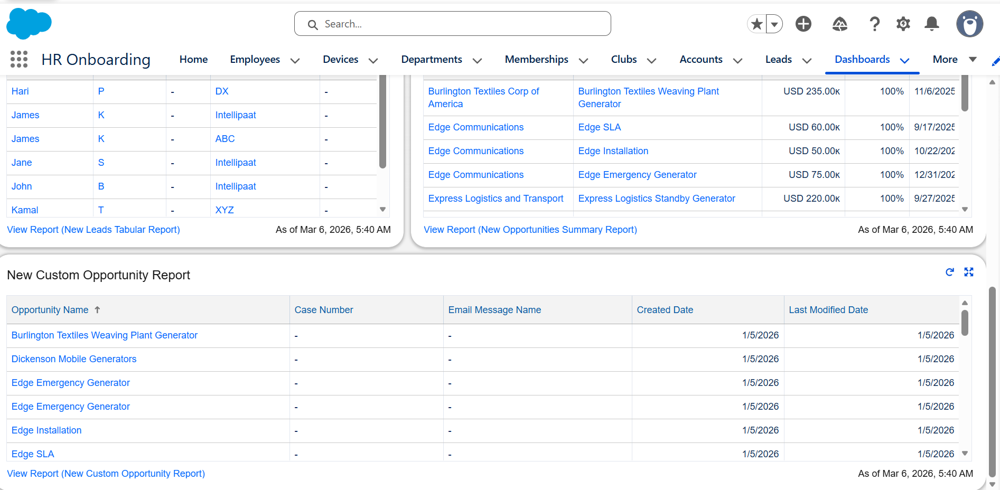 Search...
HR Onboarding Home Employees Devices Departments Memberships Clubs Accounts Leads Dashboards More
Hari P - DX -
James K - Intellipaat -
James K - ABC -
Jane S - Intellipaat -
John B - Intellipaat -
Kamal T - XYZ -
View Report (New Leads Tabular Report) As of Mar 6, 2026, 5:40 AM
Burlington Textiles Corp of America Burlington Textiles Weaving Plant Generator USD 235.00K 100% 11/6/2025
Edge Communications Edge SLA USD 60.00K 100% 9/17/2025
Edge Communications Edge Installation USD 50.00K 100% 10/22/202
Edge Communications Edge Emergency Generator USD 75.00K 100% 12/31/202
Express Logistics and Transport Express Logistics Standby Generator USD 220.00K 100% 9/27/2025
View Report (New Opportunities Summary Report) As of Mar 6, 2026, 5:40 AM
New Custom Opportunity Report
Opportunity Name ↑ Case Number Email Message Name Created Date Last Modified Date
Burlington Textiles Weaving Plant Generator - - 1/5/2026 1/5/2026
Dickenson Mobile Generators - - 1/5/2026 1/5/2026
Edge Emergency Generator - - 1/5/2026 1/5/2026
Edge Emergency Generator - - 1/5/2026 1/5/2026
Edge Installation - - 1/5/2026 1/5/2026
Edge SLA - - 1/5/2026 1/5/2026
View Report (New Custom Opportunity Report) As of Mar 6, 2026, 5:40 AM